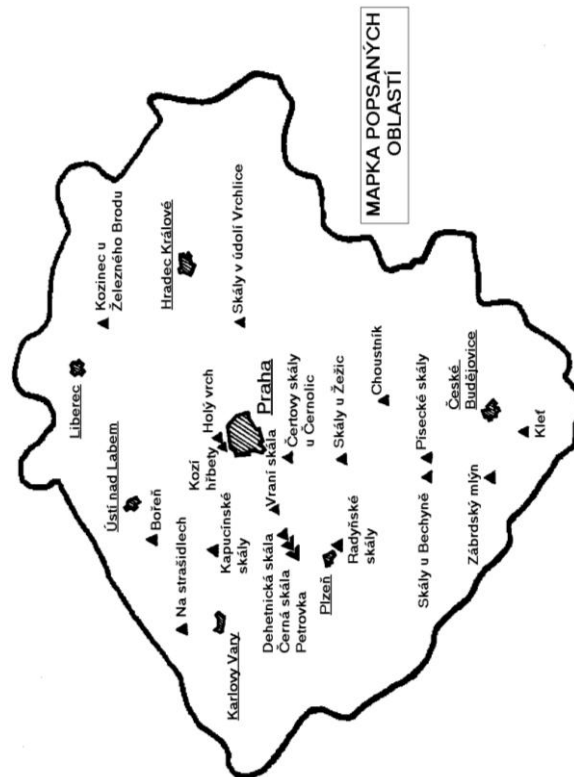 MAPKA POPSANÝCH
OBLASTÍ
Liberec
Kozinec u
Železného Brodu
Ústí nad Labem
Bořeň
Hradec Králové
Na strašidlech
Kozí
hřbety
Holý vrch
Kapucínské
skály
Skály v údolí Vrchlice
Karlovy Vary
Praha
Vraní skála
Dehetnická skála
Černá skála
Petrovka
Čertovy skály
u Černolic
Plzeň
Radyňské
skály
Skály u Žežic
Choustník
Skály u Bechyně
Písecké skály
České
Budějovice
Zábrdský mlýn
Kleť